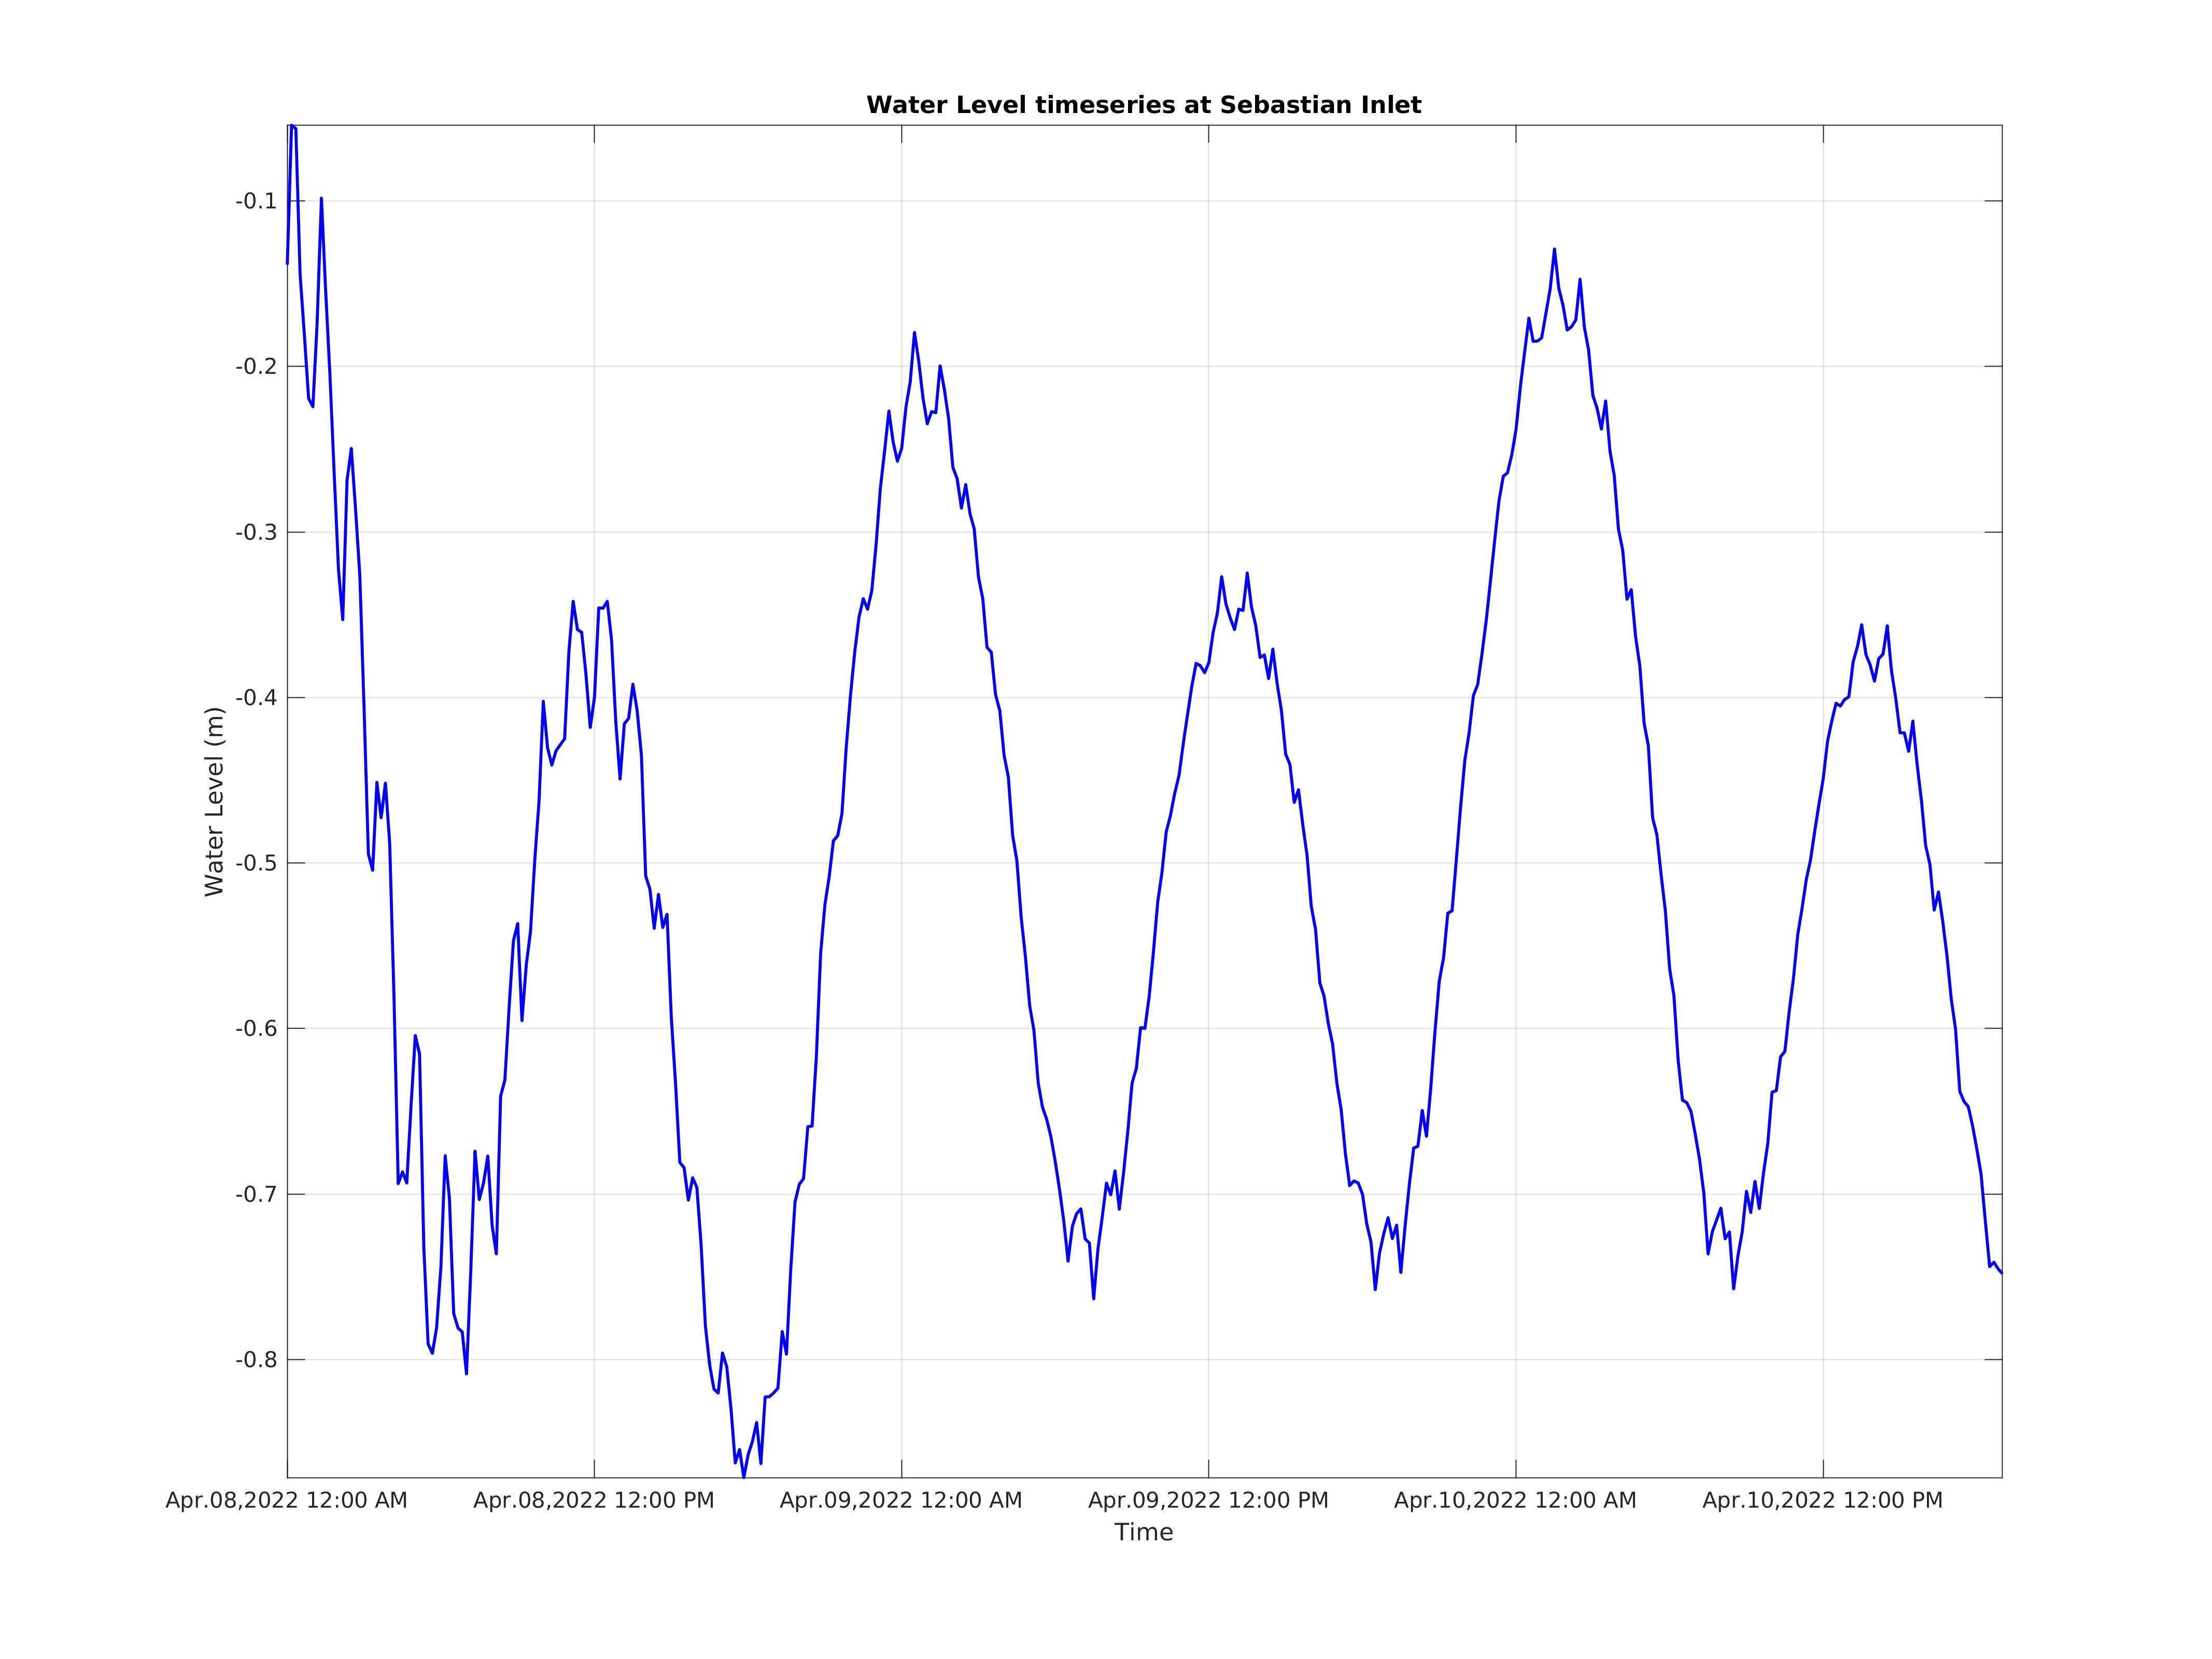 Water Level timeseries at Sebastian Inlet
-0.1
-0.2
-0.3
-0.4
-0.5
-0.6
-0.7
-0.8
Water Level (m)
Apr.08,2022 12:00 AM
Apr.08,2022 12:00 PM
Apr.09,2022 12:00 AM
Apr.09,2022 12:00 PM
Apr.10,2022 12:00 AM
Apr.10,2022 12:00 PM
Time